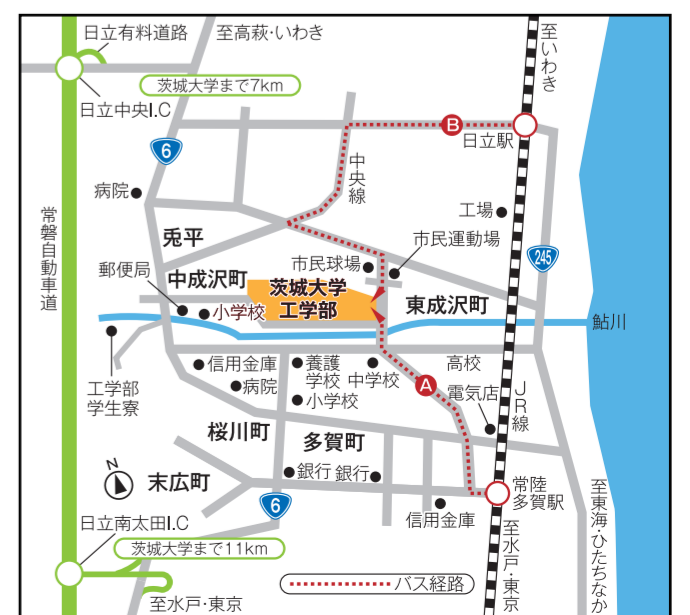 日立有料道路
至高萩・いわき
至いわき
茨城大学まで7km
日立中央I.C
B
日立駅
6
中央線
病院
工場
常磐自動車道
兎平
市民運動場
245
郵便局
市民球場
中成沢町
茨城大学
工学部
東成沢町
小学校
鮎川
工学部
学生寮
信用金庫
養護
学校
中学校
高校
病院
小学校
A
電気店
JR線
桜川町
多賀町
N
末広町
銀行
銀行
常陸
多賀駅
6
信用金庫
至東海・ひたちなか
日立南太田I.C
茨城大学まで11km
至水戸・東京
バス経路
至水戸・東京